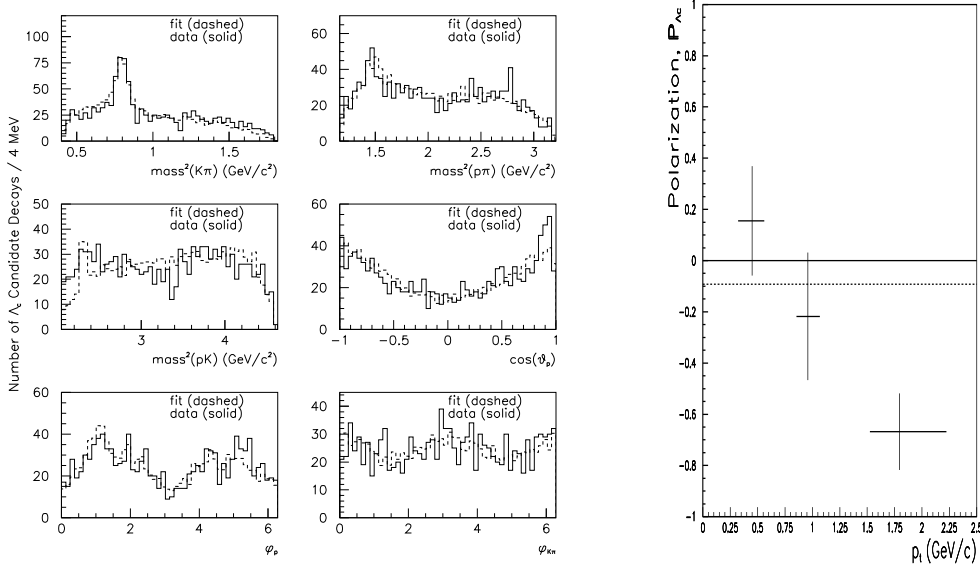 Number of Λc Candidate Decays / 4 MeV
fit (dashed)
data (solid)
100
75
50
25
0
0.5 1 1.5
mass²(Kπ) (GeV/c²)
fit (dashed)
data (solid)
60
40
20
0
1.5 2 2.5 3
mass²(pπ) (GeV/c²)
fit (dashed)
data (solid)
50
40
30
20
10
0
3 4
mass²(pK) (GeV/c²)
fit (dashed)
data (solid)
60
40
20
0
−1 −0.5 0 0.5 1
cos(ϑp)
fit (dashed)
data (solid)
60
40
20
0
0 2 4 6
φp
fit (dashed)
data (solid)
40
30
20
10
0
0 2 4 6
φKπ
Polarization, PΛc
1
0.8
0.6
0.4
0.2
0
-0.2
-0.4
-0.6
-0.8
-1
0 0.25 0.5 0.75 1 1.25 1.5 1.75 2 2.25 2.5
pt (GeV/c)